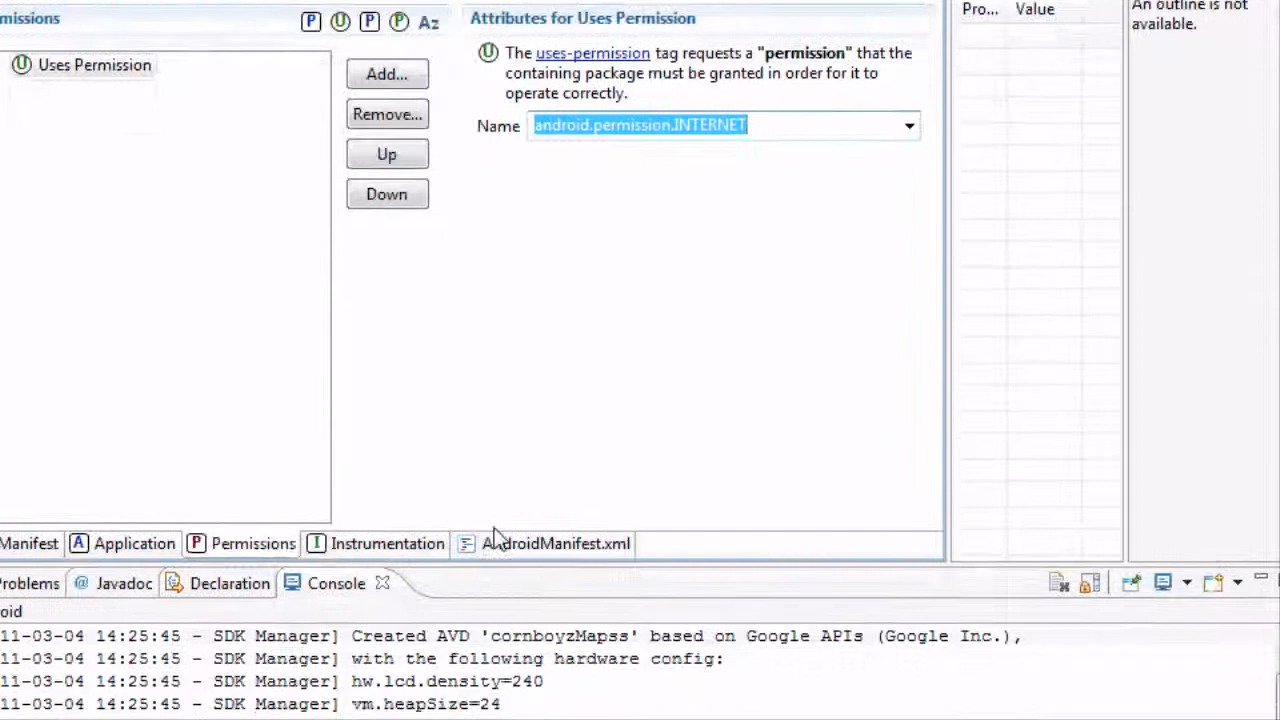 missions
P U P P Az
Attributes for Uses Permission
Pro... Value
An outline is not
available.
U Uses Permission
Add...
Remove...
Up
Down
U The uses-permission tag requests a "permission" that the
containing package must be granted in order for it to
operate correctly.
Name android.permission.INTERNET
Manifest A Application P Permissions I Instrumentation AndroidManifest.xml
Problems @ Javadoc Declaration Console
oid
11-03-04 14:25:45 - SDK Manager] Created AVD 'cornboyzMapss' based on Google APIs (Google Inc.),
11-03-04 14:25:45 - SDK Manager] with the following hardware config:
11-03-04 14:25:45 - SDK Manager] hw.lcd.density=240
11-03-04 14:25:45 - SDK Manager] vm.heapSize=24